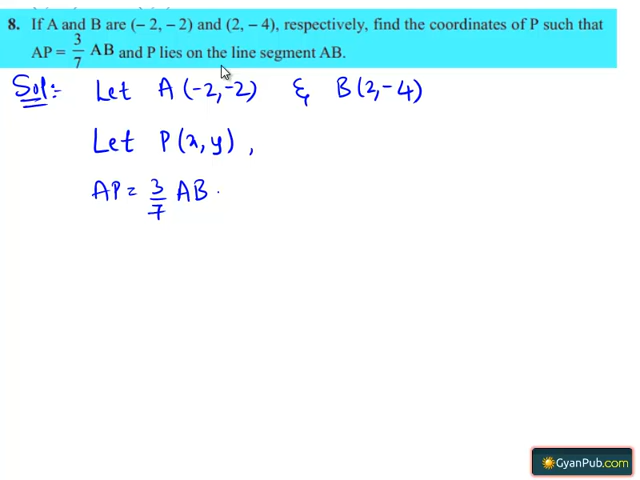 8. If A and B are (– 2, – 2) and (2, – 4), respectively, find the coordinates of P such that
AP = 3/7 AB and P lies on the line segment AB.
Sol:- Let A (-2,-2) & B(2,-4)
Let P(x,y),
AP = 3/7 AB.
GyanPub.com